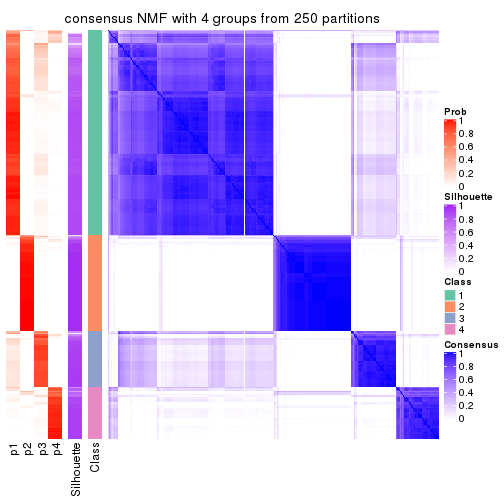 consensus NMF with 4 groups from 250 partitions
Prob
1
0.8
0.6
0.4
0.2
0
Silhouette
1
0.8
0.6
0.4
0.2
0
Class
1
2
3
4
Consensus
1
0.8
0.6
0.4
0.2
0
p1
p2
p3
p4
Silhouette
Class